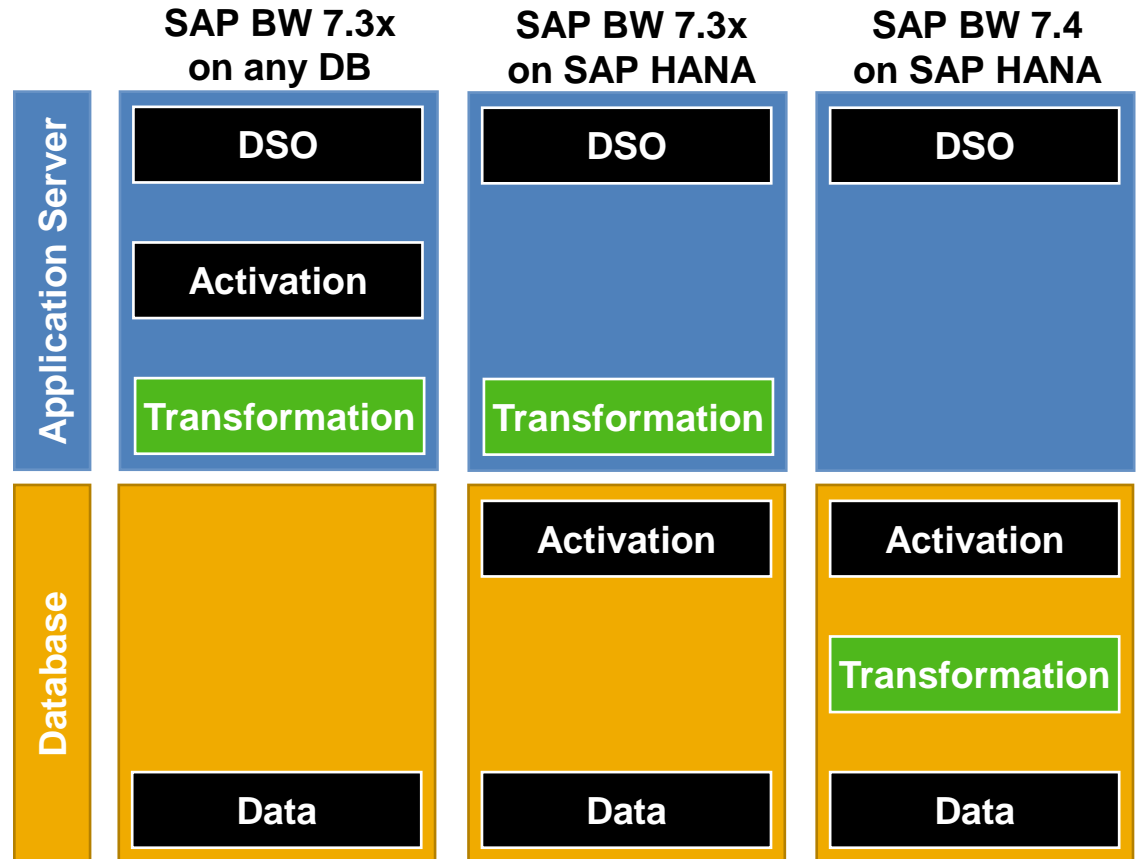 SAP BW 7.3x
on any DB
SAP BW 7.3x
on SAP HANA
SAP BW 7.4
on SAP HANA
Application Server
DSO
DSO
DSO
Activation
Transformation
Transformation
Database
Activation
Activation
Transformation
Data
Data
Data